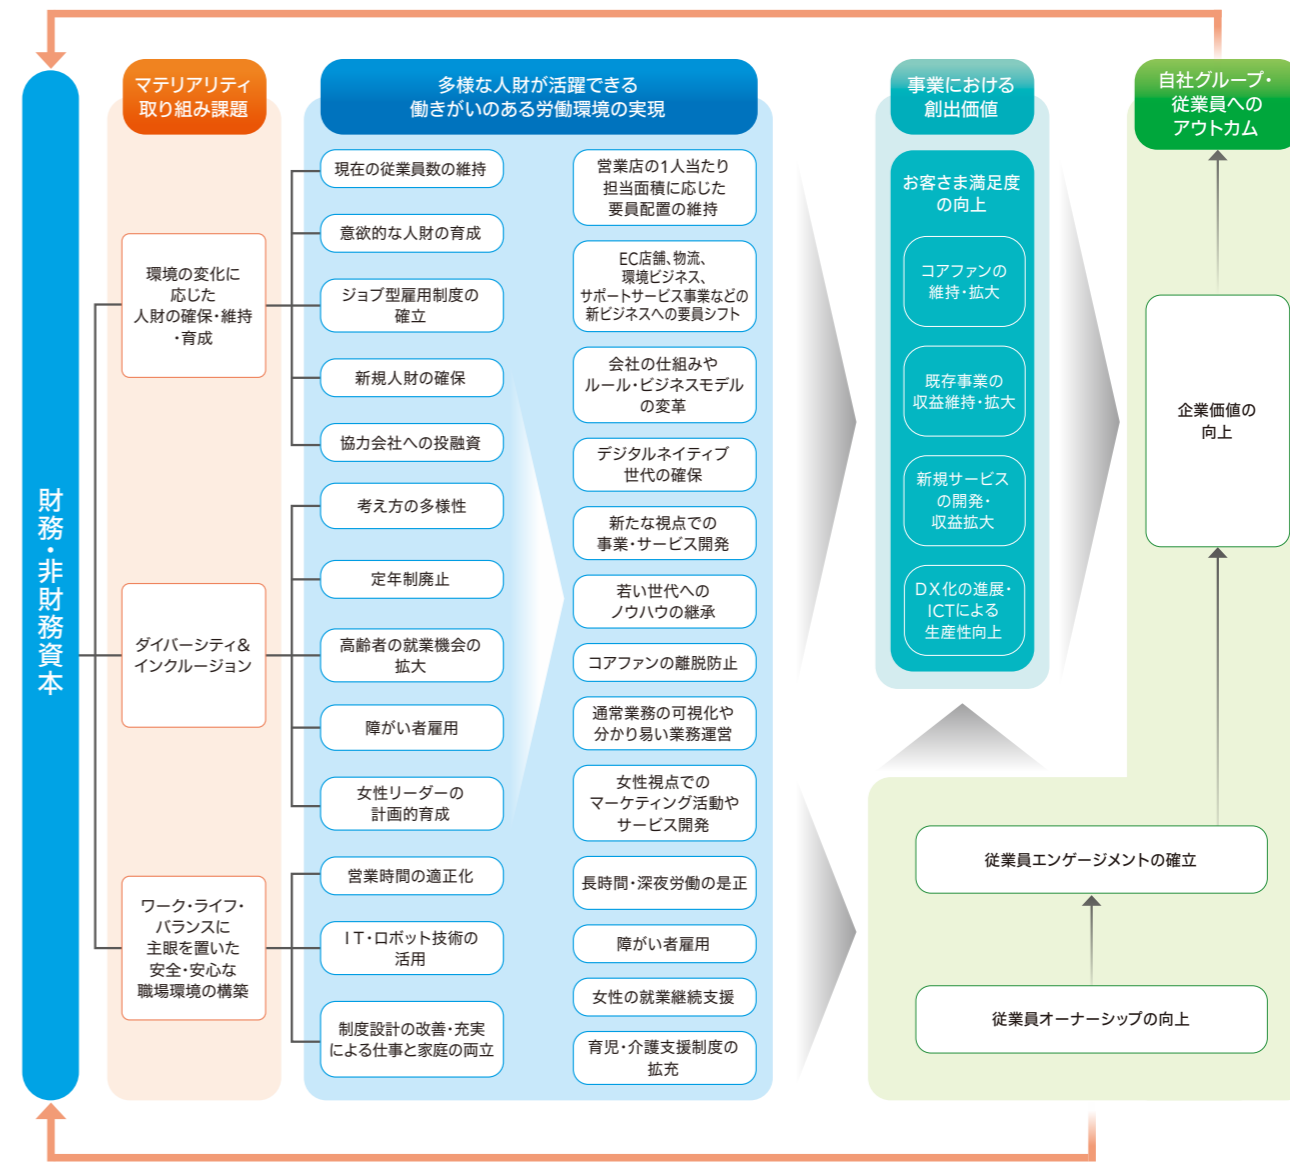 財務・非財務資本
マテリアリティ
取り組み課題
環境の変化に
応じた
人財の確保・維持
・育成
ダイバーシティ&
インクルージョン
ワーク・ライフ・
バランスに
主眼を置いた
安全・安心な
職場環境の構築
多様な人財が活躍できる
働きがいのある労働環境の実現
現在の従業員数の維持
意欲的な人財の育成
ジョブ型雇用制度の
確立
新規人財の確保
協力会社への投融資
考え方の多様性
定年制廃止
高齢者の就業機会の
拡大
障がい者雇用
女性リーダーの
計画的育成
営業時間の適正化
IT・ロボット技術の
活用
制度設計の改善・充実
による仕事と家庭の両立
営業店の1人当たり
担当面積に応じた
要員配置の維持
EC店舗、物流、
環境ビジネス、
サポートサービス事業などの
新ビジネスへの要員シフト
会社の仕組みや
ルール・ビジネスモデル
の変革
デジタルネイティブ
世代の確保
新たな視点での
事業・サービス開発
若い世代への
ノウハウの継承
コアファンの離脱防止
通常業務の可視化や
分かり易い業務運営
女性視点での
マーケティング活動や
サービス開発
長時間・深夜労働の是正
障がい者雇用
女性の就業継続支援
育児・介護支援制度の
拡充
事業における
創出価値
お客さま満足度
の向上
コアファンの
維持・拡大
既存事業の
収益維持・拡大
新規サービス
の開発・
収益拡大
DX化の進展・
ICTによる
生産性向上
自社グループ・
従業員への
アウトカム
企業価値の
向上
従業員エンゲージメントの確立
従業員オーナーシップの向上